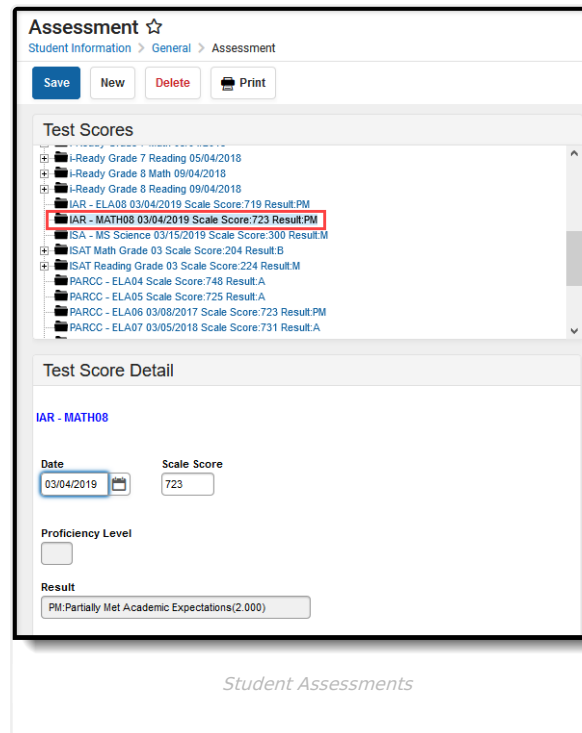 Assessment
Student Information > General > Assessment
Save New Delete Print
Test Scores
i-Ready Grade 7 Reading 05/04/2018
i-Ready Grade 8 Math 09/04/2018
i-Ready Grade 8 Reading 09/04/2018
IAR - ELA08 03/04/2019 Scale Score:719 Result:PM
IAR - MATH08 03/04/2019 Scale Score:723 Result:PM
ISA - MS Science 03/15/2019 Scale Score:300 Result:M
ISAT Math Grade 03 Scale Score:204 Result:B
ISAT Reading Grade 03 Scale Score:224 Result:M
PARCC - ELA04 Scale Score:748 Result:A
PARCC - ELA05 Scale Score:725 Result:A
PARCC - ELA06 03/08/2017 Scale Score:723 Result:PM
PARCC - ELA07 03/05/2018 Scale Score:731 Result:A
Test Score Detail
IAR - MATH08
Date Scale Score
03/04/2019 723
Proficiency Level
Result
PM:Partially Met Academic Expectations(2.000)
Student Assessments